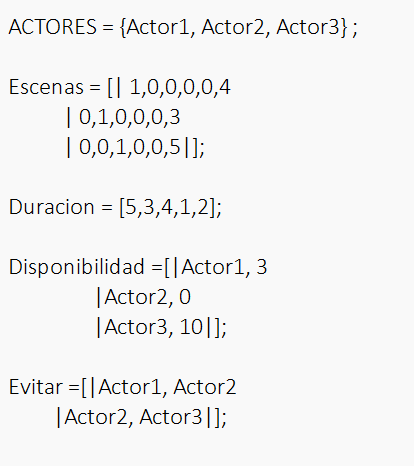 ACTORES = {Actor1, Actor2, Actor3} ;
Escenas = [| 1,0,0,0,0,4
| 0,1,0,0,0,3
| 0,0,1,0,0,5|];
Duracion = [5,3,4,1,2];
Disponibilidad =[|Actor1, 3
|Actor2, 0
|Actor3, 10|];
Evitar =[|Actor1, Actor2
|Actor2, Actor3|];